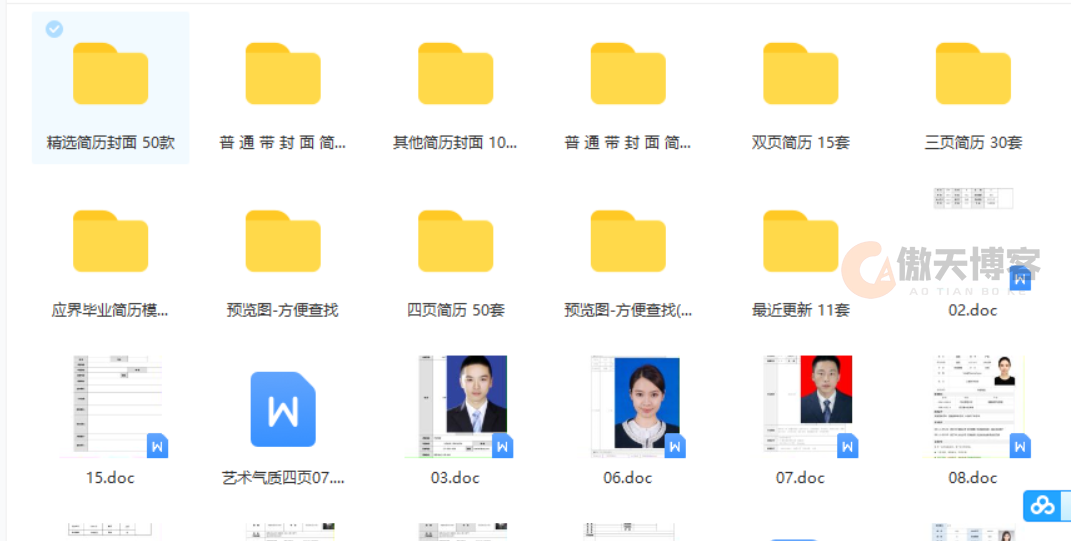 精选简历封面 50款
普 通 带 封 面 简...
其他简历封面 10...
普 通 带 封 面 简...
双页简历 15套
三页简历 30套
应界毕业简历模...
预览图-方便查找
四页简历 50套
预览图-方便查找(...
最近更新 11套
02.doc
傲天博客
AO TIAN BO KE
15.doc
艺术气质四页07....
03.doc
06.doc
07.doc
08.doc